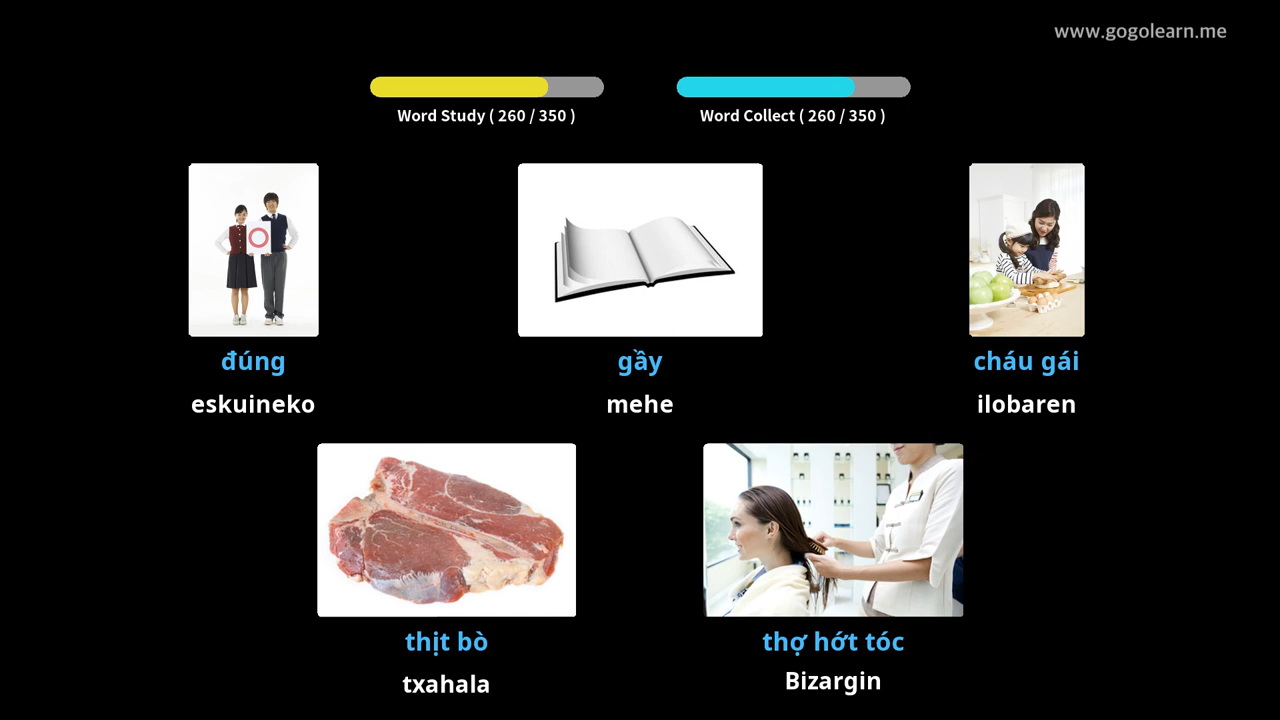 www.gogolearn.me
Word Study ( 260 / 350 )
Word Collect ( 260 / 350 )
đúng
eskuineko
gầy
mehe
cháu gái
ilobaren
thịt bò
txahala
thợ hớt tóc
Bizargin